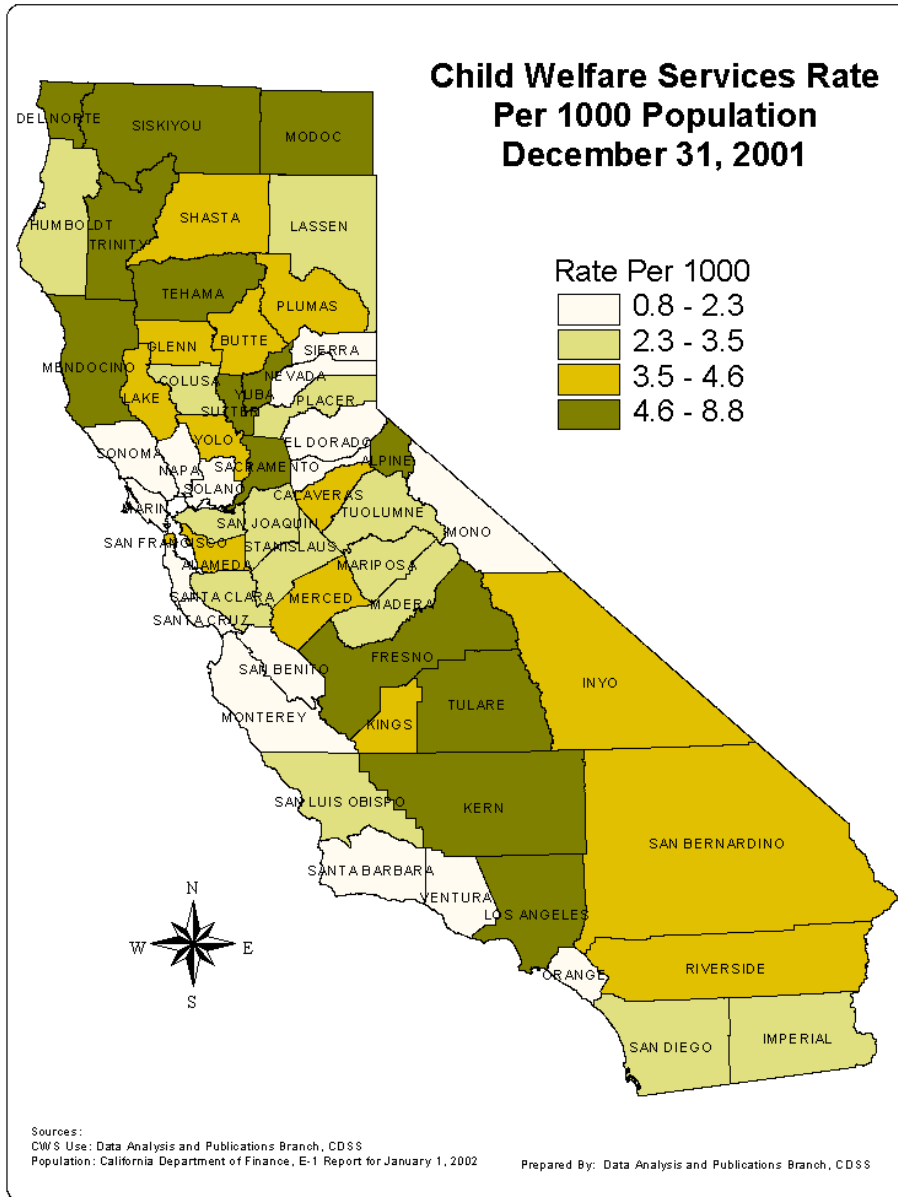 Child Welfare Services Rate
Per 1000 Population
December 31, 2001
DEL NORTE
SISKIYOU
MODOC
HUMBOLDT
TRINITY
SHASTA
LASSEN
TEHAMA
PLUMAS
MENDOCINO
GLENN
BUTTE
SIERRA
LAKE
COLUSA
SUTTER
YUBA
NEVADA
PLACER
SONOMA
NAPA
YOLO
SACRAMENTO
EL DORADO
ALPINE
SOLANO
MARIN
CALAVERAS
TUOLUMNE
MONO
SAN FRANCISCO
SAN JOAQUIN
STANISLAUS
ALAMEDA
MARIPOSA
SANTA CLARA
MERCED
MADERA
SANTA CRUZ
SAN BENITO
FRESNO
INYO
MONTEREY
KINGS
TULARE
SAN LUIS OBISPO
KERN
SAN BERNARDINO
SANTA BARBARA
VENTURA
LOS ANGELES
ORANGE
RIVERSIDE
SAN DIEGO
IMPERIAL
Rate Per 1000
0.8 - 2.3
2.3 - 3.5
3.5 - 4.6
4.6 - 8.8
N
W
E
S
Sources:
CWS Use: Data Analysis and Publications Branch, CDSS
Population: California Department of Finance, E-1 Report for January 1, 2002
Prepared By: Data Analysis and Publications Branch, CDSS